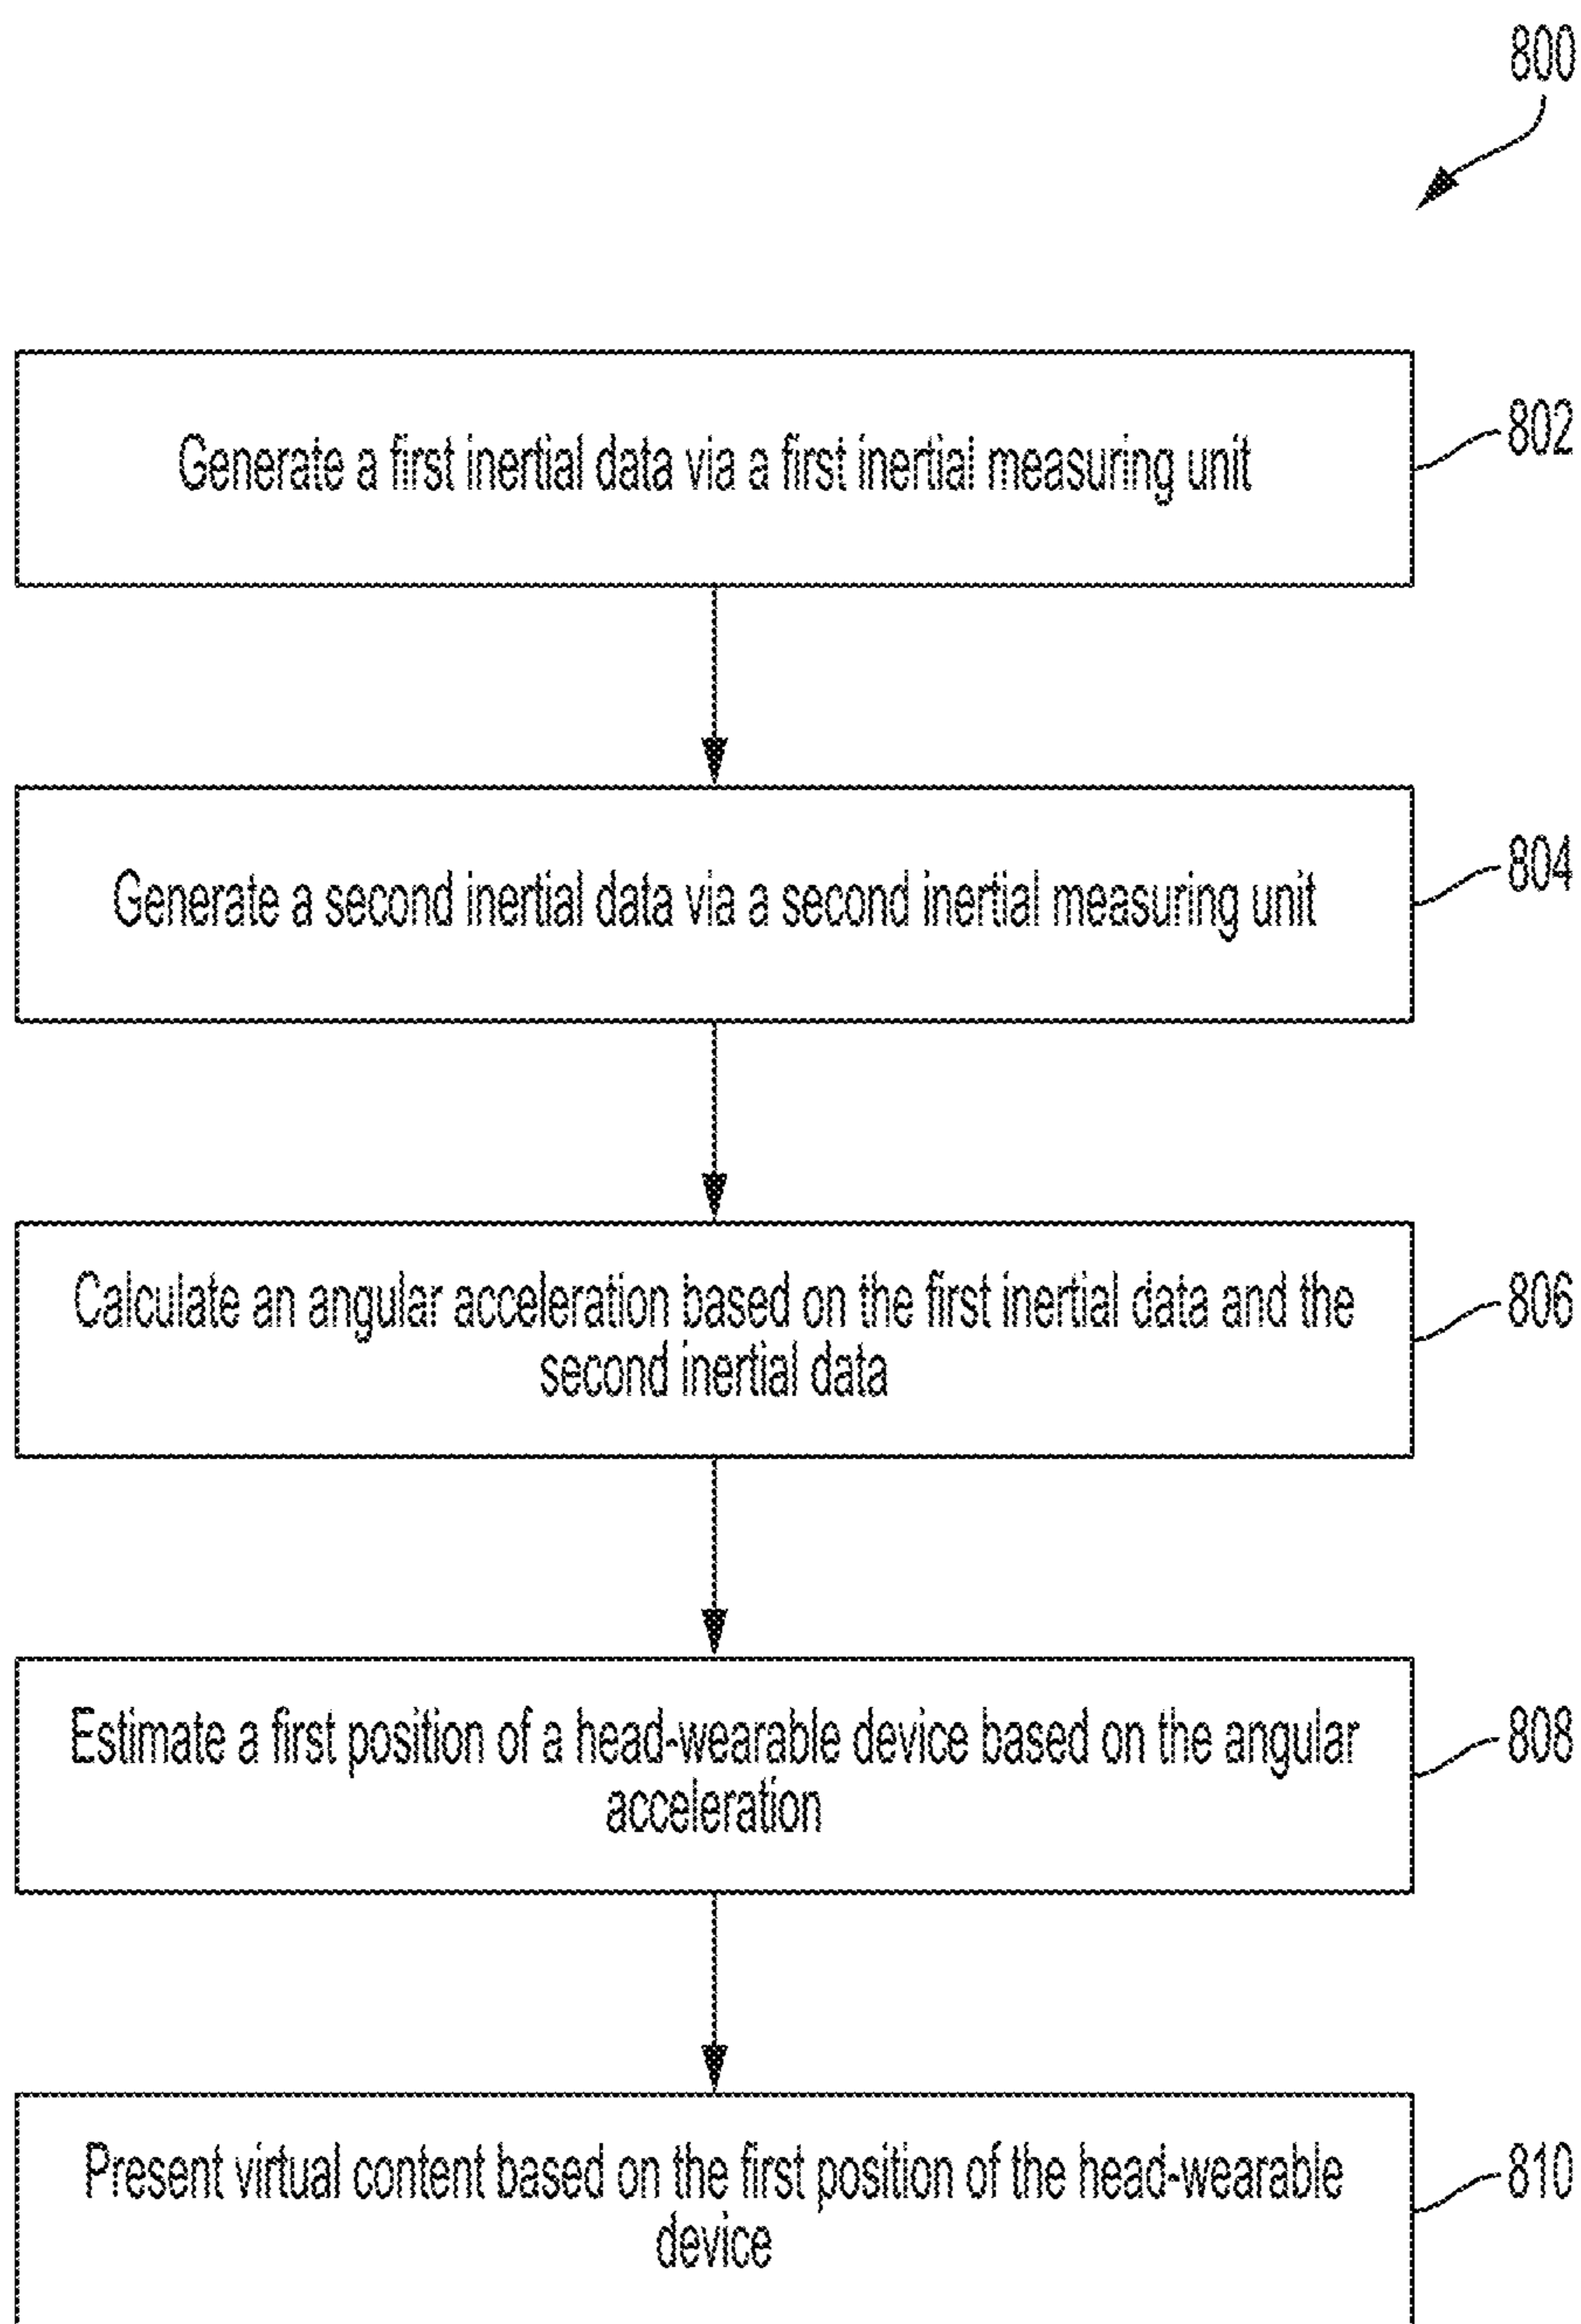 800
Generate a first inertial data via a first inertial measuring unit
802
Generate a second inertial data via a second inertial measuring unit
804
Calculate an angular acceleration based on the first inertial data and the
second inertial data
806
Estimate a first position of a head-wearable device based on the angular
acceleration
808
Present virtual content based on the first position of the head-wearable
device
810